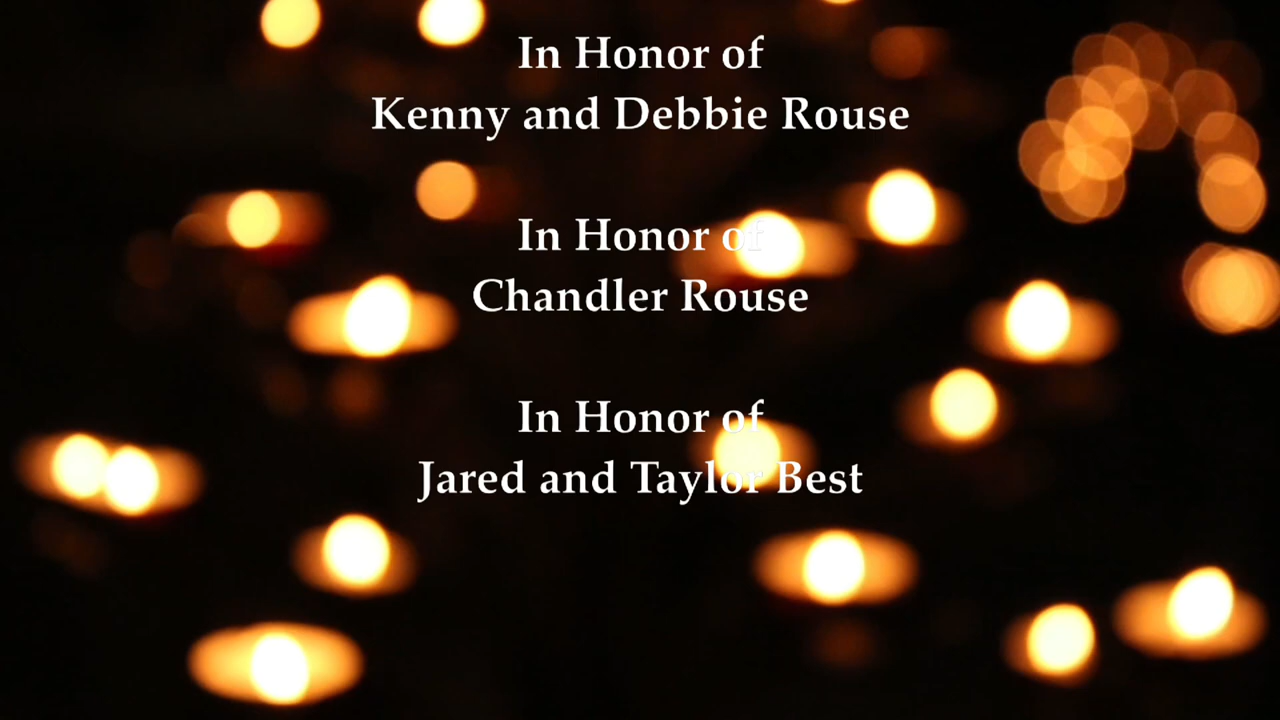 In Honor of
Kenny and Debbie Rouse
In Honor of
Chandler Rouse
In Honor of
Jared and Taylor Best